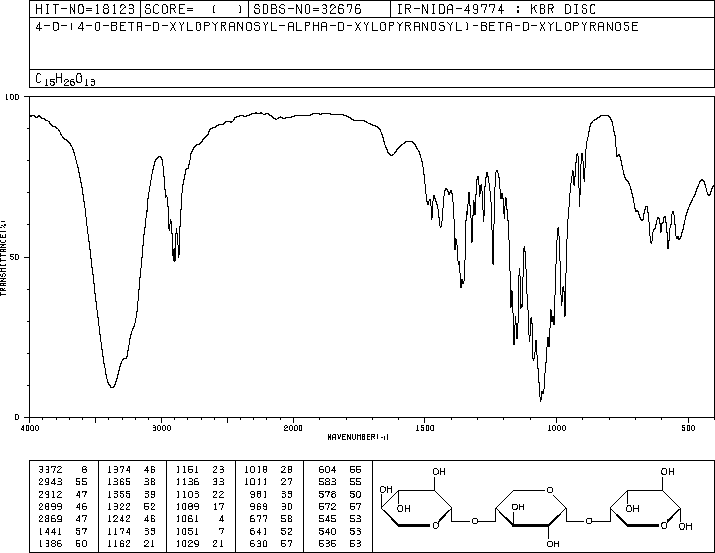 HIT-NO=18123 SCORE= ( ) SDBS-NO=32676 IR-NIDA-49774 : KBR DISC
4-O-(4-O-BETA-D-XYLOPYRANOSYL-ALPHA-D-XYLOPYRANOSYL)-BETA-D-XYLOPYRANOSE
C15H26O13
100
50
0
TRANSMITTANCE(%)
4000 3000 2000 1500 1000 500
WAVENUMBER(-1)
3372 8 1374 46 1151 23 1018 28 604 55
2943 55 1365 38 1136 33 1011 27 583 55
2912 47 1355 39 1103 22 981 35 578 50
2899 46 1322 52 1089 17 969 30 572 57
2869 47 1242 46 1061 4 677 58 545 53
1441 57 1174 33 1051 7 641 52 540 53
1386 50 1162 21 1029 21 630 57 535 53
OH OH OH O O OH OH O O OH OH O OH